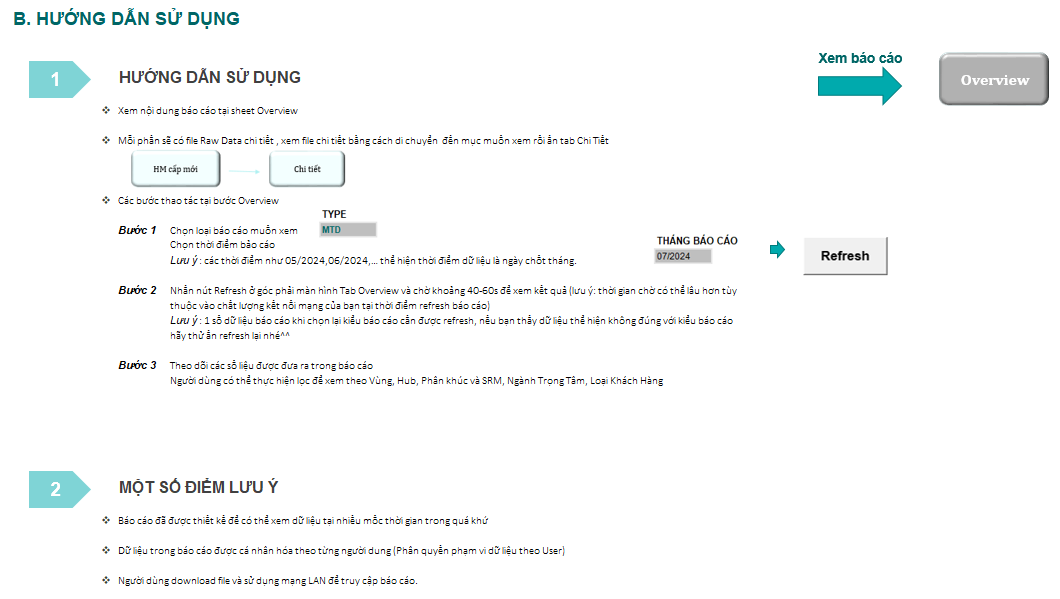 B. HƯỚNG DẪN SỬ DỤNG
1
HƯỚNG DẪN SỬ DỤNG
Xem báo cáo
Overview
Xem nội dung báo cáo tại sheet Overview
Mỗi phần sẽ có file Raw Data chi tiết , xem file chi tiết bằng cách di chuyển đến mục muốn xem rồi ấn tab Chi Tiết
HM cấp mới
Chi tiết
Các bước thao tác tại bước Overview
TYPE
Bước 1 Chọn loại báo cáo muốn xem
MTD
Chọn thời điểm bảo cáo
THÁNG BÁO CÁO
07/2024
Refresh
Lưu ý : các thời điểm như 05/2024,06/2024,... thể hiện thời điểm dữ liệu là ngày chốt tháng.
Bước 2 Nhấn nút Refresh ở góc phải màn hình Tab Overview và chờ khoảng 40-60s để xem kết quả (lưu ý: thời gian chờ có thể lâu hơn tùy
thuộc vào chất lượng kết nối mạng của bạn tại thời điểm refresh báo cáo)
Lưu ý : 1 số dữ liệu báo cáo khi chọn lại kiểu báo cáo cần được refresh, nếu bạn thấy dữ liệu thể hiện không đúng với kiểu báo cáo
hãy thử ấn refresh lại nhé^^
Bước 3 Theo dõi các số liệu được đưa ra trong báo cáo
Người dùng có thể thực hiện lọc để xem theo Vùng, Hub, Phân khúc và SRM, Ngành Trọng Tâm, Loại Khách Hàng
2
MỘT SỐ ĐIỂM LƯU Ý
Báo cáo đã được thiết kế để có thể xem dữ liệu tại nhiều mốc thời gian trong quá khứ
Dữ liệu trong báo cáo được cá nhân hóa theo từng người dung (Phân quyền phạm vi dữ liệu theo User)
Người dùng download file và sử dụng mạng LAN để truy cập báo cáo.